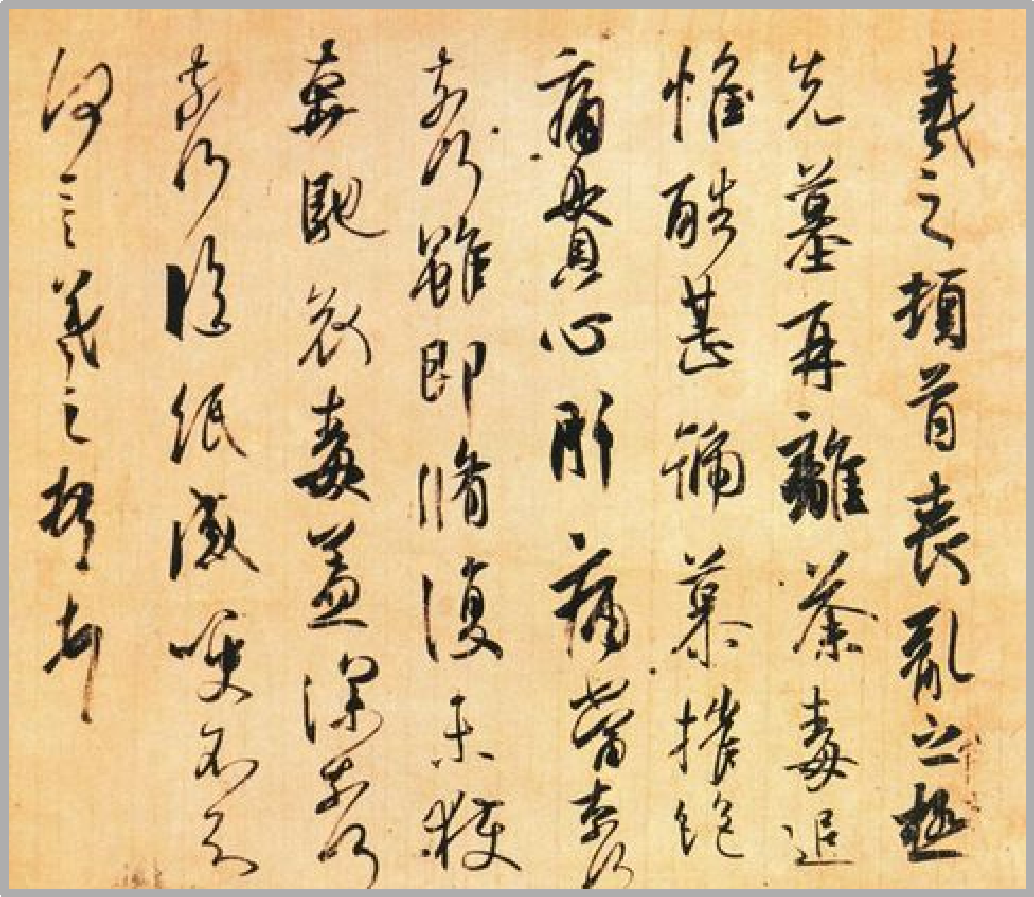 羲之頓首喪亂之極
先墓再離荼毒追
惟酷甚號慕摧絶
痛貫心肝痛當奈何
奈何雖即脩復未獲
奔馳哀毒益深奈何
奈何臨紙感哽不知
何言羲之頓首